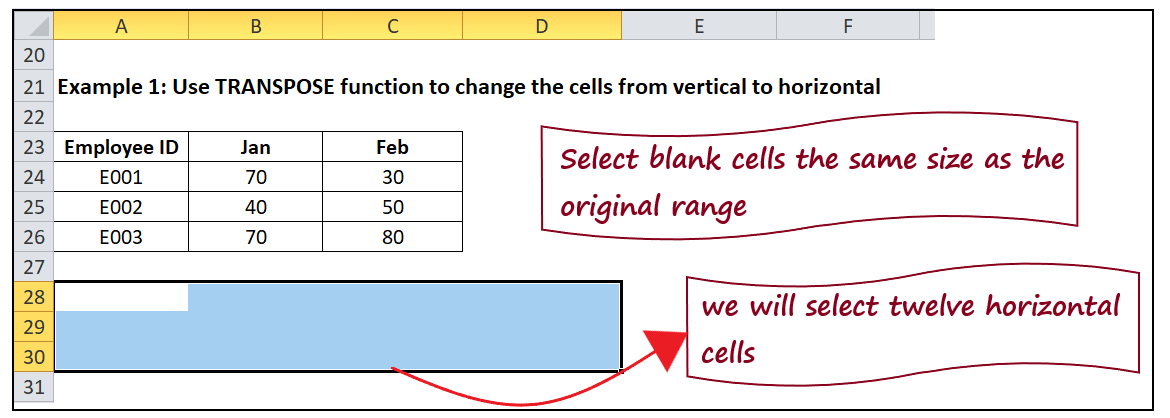 A B C D E F
20
21 Example 1: Use TRANSPOSE function to change the cells from vertical to horizontal
22
23 Employee ID Jan Feb
24 E001 70 30
25 E002 40 50
26 E003 70 80
Select blank cells the same size as the
original range
27
28
29
30
31
we will select twelve horizontal
cells